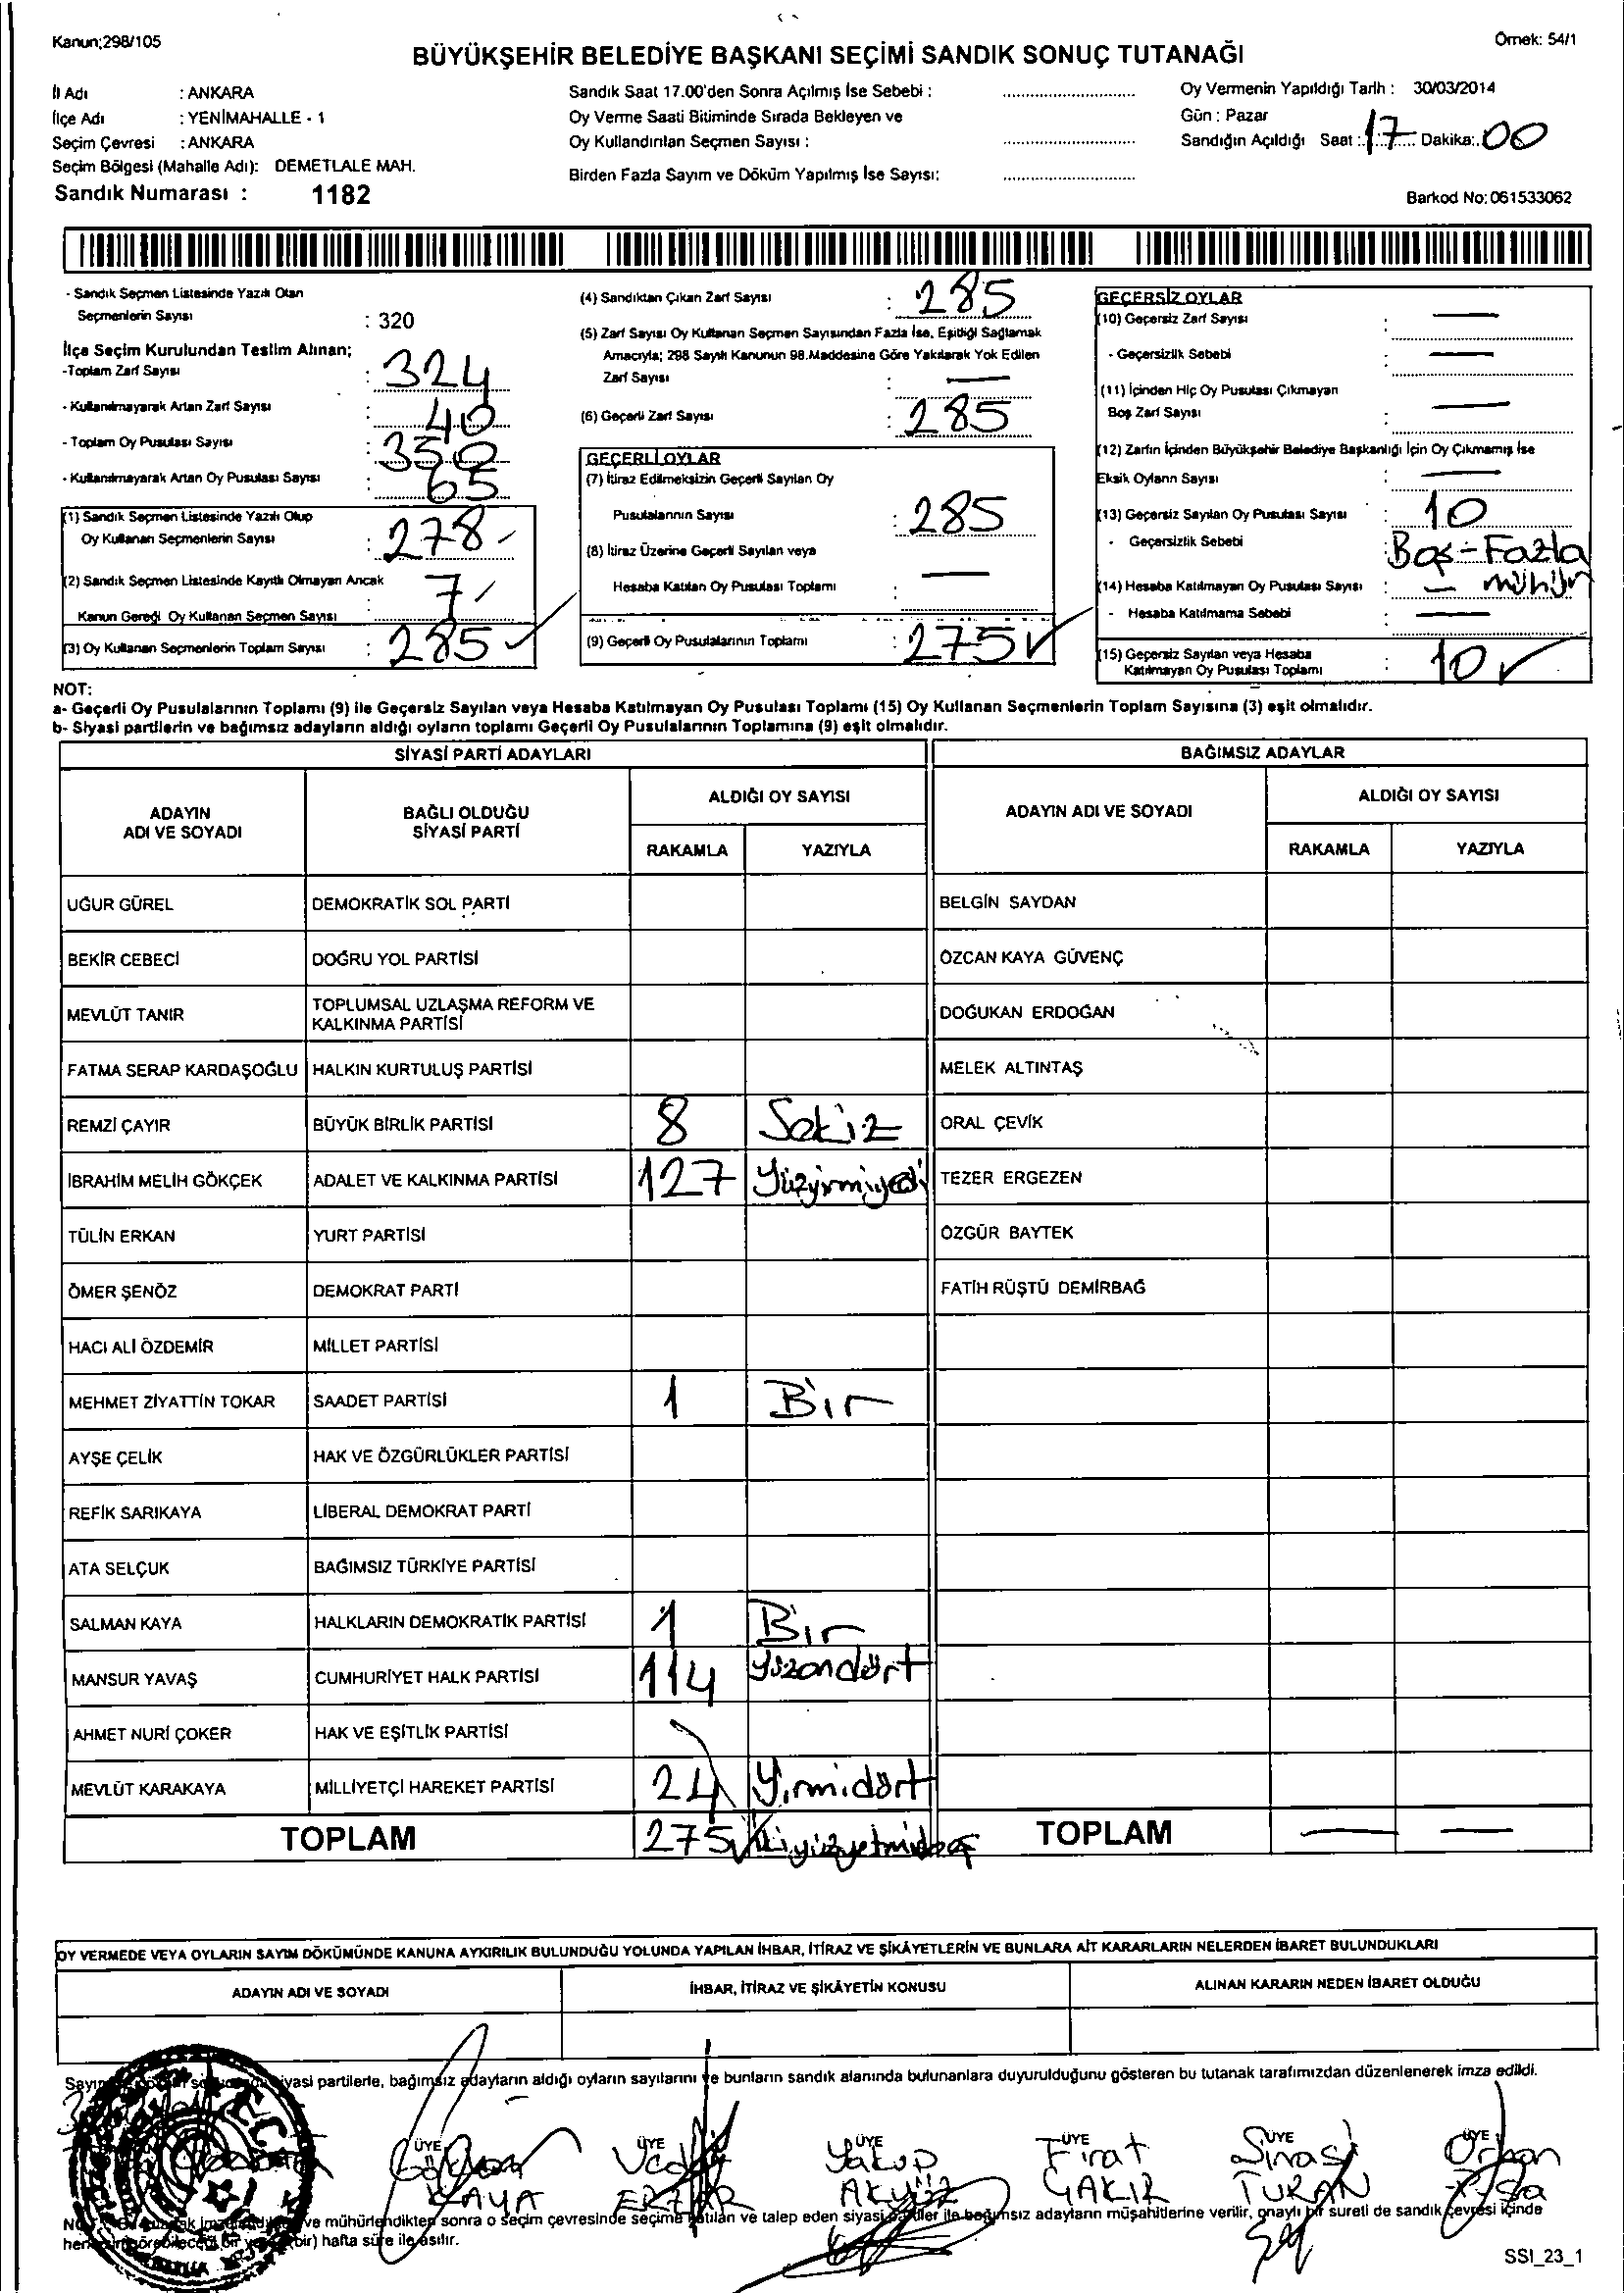 Kanun;298/105
Örnek: 54/1
BÜYÜKŞEHİR BELEDİYE BAŞKANI SEÇİMİ SANDIK SONUÇ TUTANAĞI
İl Adı : ANKARA
İlçe Adı : YENİMAHALLE - 1
Seçim Çevresi : ANKARA
Seçim Bölgesi (Mahalle Adı): DEMETLALE MAH.
Sandık Numarası : 1182
Sandık Saat 17.00'den Sonra Açılmış İse Sebebi :
Oy Verme Saati Bitiminde Sırada Bekleyen ve
Oy Kullandırılan Seçmen Sayısı :
Birden Fazla Sayım ve Döküm Yapılmış İse Sayısı:
Oy Vermenin Yapıldığı Tarih : 30/03/2014
Gün : Pazar
Sandığın Açıldığı Saat : 17 Dakika: 00
Barkod No: 061533062
- Sandık Seçmen Listesinde Yazılı Olan
Seçmenlerin Sayısı : 320
İlçe Seçim Kurulundan Teslim Alınan;
-Toplam Zarf Sayısı : 324
- Kullanılmayarak Artan Zarf Sayısı : 40
- Toplam Oy Pusulası Sayısı : 350
- Kullanılmayarak Artan Oy Pusulası Sayısı : 65
(1) Sandık Seçmen Listesinde Yazılı Olup
Oy Kullanan Seçmenlerin Sayısı : 278
(2) Sandık Seçmen Listesinde Kayıtlı Olmayan Ancak
Kanun Gereği Oy Kullanan Seçmen Sayısı : 7
(3) Oy Kullanan Seçmenlerin Toplam Sayısı : 285
(4) Sandıktan Çıkan Zarf Sayısı : 285
(5) Zarf Sayısı Oy Kullanan Seçmen Sayısından Fazla İse, Eşitliği Sağlamak
Amacıyla; 298 Sayılı Kanunun 98.Maddesine Göre Yakılarak Yok Edilen
Zarf Sayısı : —
(6) Geçerli Zarf Sayısı : 285
GEÇERLİ OYLAR
(7) İtiraz Edilmeksizin Geçerli Sayılan Oy
Pusulalarının Sayısı : 285
(8) İtiraz Üzerine Geçerli Sayılan veya
Hesaba Katılan Oy Pusulası Toplamı : —
(9) Geçerli Oy Pusulalarının Toplamı : 275
GEÇERSİZ OYLAR
(10) Geçersiz Zarf Sayısı : —
- Geçersizlik Sebebi : —
(11) İçinden Hiç Oy Pusulası Çıkmayan
Boş Zarf Sayısı : —
(12) Zarfın İçinden Büyükşehir Belediye Başkanlığı İçin Oy Çıkmamış İse
Eksik Oyların Sayısı : —
(13) Geçersiz Sayılan Oy Pusulası Sayısı : 10
- Geçersizlik Sebebi : Boş - Fazla
mühür
(14) Hesaba Katılmayan Oy Pusulası Sayısı : —
- Hesaba Katılmama Sebebi : —
(15) Geçersiz Sayılan veya Hesaba
Katılmayan Oy Pusulası Toplamı : 10
NOT:
a- Geçerli Oy Pusulalarının Toplamı (9) ile Geçersiz Sayılan veya Hesaba Katılmayan Oy Pusulası Toplamı (15) Oy Kullanan Seçmenlerin Toplam Sayısına (3) eşit olmalıdır.
b- Siyasi partilerin ve bağımsız adayların aldığı oyların toplamı Geçerli Oy Pusulalarının Toplamına (9) eşit olmalıdır.
SİYASİ PARTİ ADAYLARI BAĞIMSIZ ADAYLAR
ADAYIN ADI VE SOYADI BAĞLI OLDUĞU SİYASİ PARTİ ALDIĞI OY SAYISI ADAYIN ADI VE SOYADI ALDIĞI OY SAYISI
RAKAMLA YAZIYLA RAKAMLA YAZIYLA
UĞUR GÜREL DEMOKRATİK SOL PARTİ BELGİN SAYDAN
BEKİR CEBECİ DOĞRU YOL PARTİSİ ÖZCAN KAYA GÜVENÇ
MEVLÜT TANIR TOPLUMSAL UZLAŞMA REFORM VE KALKINMA PARTİSİ DOĞUKAN ERDOĞAN
FATMA SERAP KARDAŞOĞLU HALKIN KURTULUŞ PARTİSİ MELEK ALTINTAŞ
REMZİ ÇAYIR BÜYÜK BİRLİK PARTİSİ 8 Sekiz ORAL ÇEVİK
İBRAHİM MELİH GÖKÇEK ADALET VE KALKINMA PARTİSİ 127 Yüzyirmiyedi TEZER ERGEZEN
TÜLİN ERKAN YURT PARTİSİ ÖZGÜR BAYTEK
ÖMER ŞENÖZ DEMOKRAT PARTİ FATİH RÜŞTÜ DEMİRBAĞ
HACI ALİ ÖZDEMİR MİLLET PARTİSİ
MEHMET ZİYATTİN TOKAR SAADET PARTİSİ 1 Bir
AYŞE ÇELİK HAK VE ÖZGÜRLÜKLER PARTİSİ
REFİK SARIKAYA LİBERAL DEMOKRAT PARTİ
ATA SELÇUK BAĞIMSIZ TÜRKİYE PARTİSİ
SALMAN KAYA HALKLARIN DEMOKRATİK PARTİSİ 1 Bir
MANSUR YAVAŞ CUMHURİYET HALK PARTİSİ 114 Yüzondört
AHMET NURİ ÇOKER HAK VE EŞİTLİK PARTİSİ
MEVLÜT KARAKAYA MİLLİYETÇİ HAREKET PARTİSİ 24 Yirmidört
TOPLAM 275 ikiyüzyetmişbeş TOPLAM — —
OY VERMEDE VEYA OYLARIN SAYIM DÖKÜMÜNDE KANUNA AYKIRILIK BULUNDUĞU YOLUNDA YAPILAN İHBAR, İTİRAZ VE ŞİKÂYETLERİN VE BUNLARA AİT KARARLARIN NELERDEN İBARET BULUNDUKLARI
ADAYIN ADI VE SOYADI İHBAR, İTİRAZ VE ŞİKÂYETİN KONUSU ALINAN KARARIN NEDEN İBARET OLDUĞU
siyasi partilerle, bağımsız adayların aldığı oyların sayılarını ve bunların sandık alanında bulunanlara duyurulduğunu gösteren bu tutanak tarafımızdan düzenlenerek imza edildi.
ÜYE ÜYE ÜYE ÜYE ÜYE ÜYE
Gökhan Yakup Fırat Şinasi Orhan
KAYA AKYÜZ ÇAKIR TURAN
ve mühürlendikten sonra o seçim çevresinde seçime katılan ve talep eden siyasi partiler ile bağımsız adayların müşahitlerine verilir, onaylı bir sureti de sandık çevresi içinde
(bir) hafta süre ile asılır.
SSI_23_1